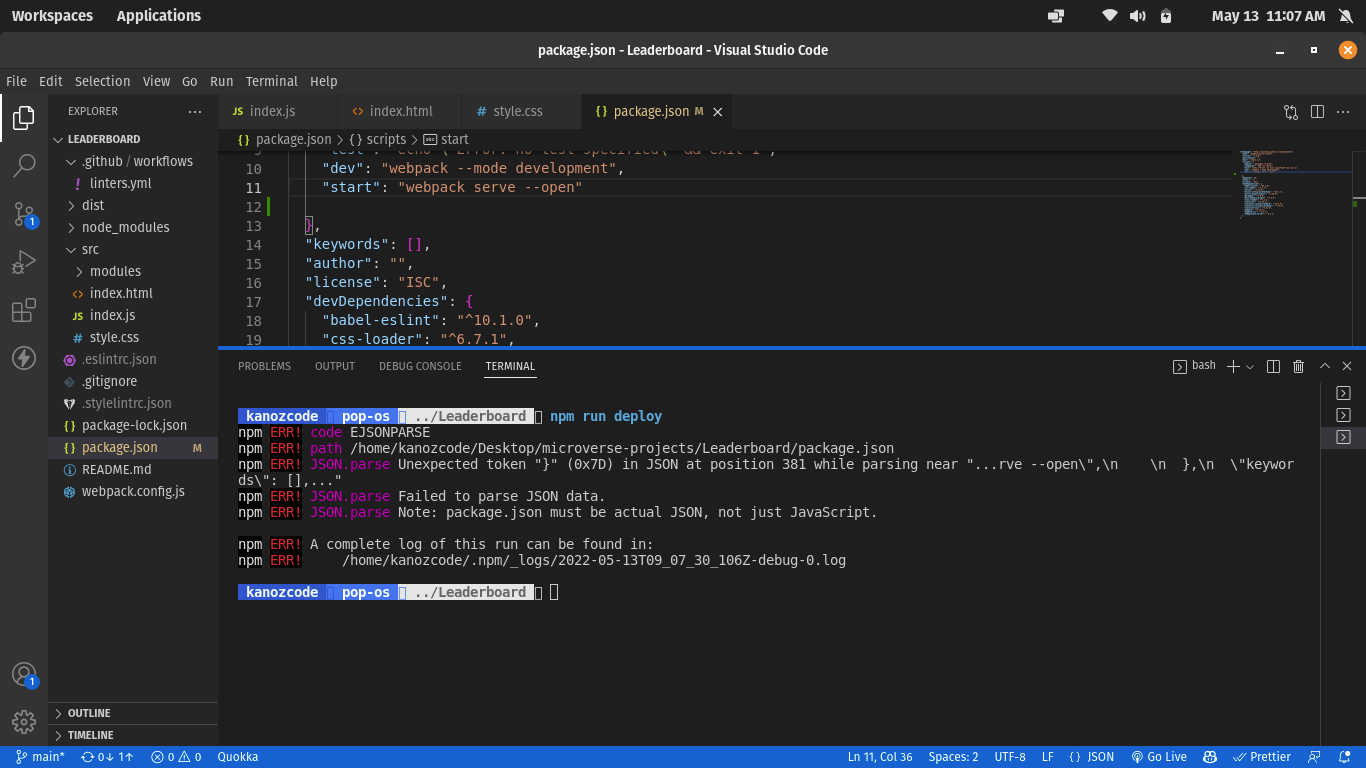 Workspaces Applications May 13 11:07 AM
package.json - Leaderboard - Visual Studio Code
File Edit Selection View Go Run Terminal Help
EXPLORER ···
LEADERBOARD
.github / workflows
! linters.yml
dist
node_modules
src
modules
<> index.html
JS index.js
# style.css
.eslintrc.json
.gitignore
.stylelintrc.json
{} package-lock.json
{} package.json M
README.md
webpack.config.js
OUTLINE
TIMELINE
1
1
JS index.js <> index.html # style.css {} package.json M
{} package.json > {} scripts > abc start
10 "dev": "webpack --mode development",
11 "start": "webpack serve --open"
12
13 },
14 "keywords": [],
15 "author": "",
16 "license": "ISC",
17 "devDependencies": {
18 "babel-eslint": "^10.1.0",
19 "css-loader": "^6.7.1",
PROBLEMS OUTPUT DEBUG CONSOLE TERMINAL bash
kanozcode pop-os ../Leaderboard npm run deploy
npm ERR! code EJSONPARSE
npm ERR! path /home/kanozcode/Desktop/microverse-projects/Leaderboard/package.json
npm ERR! JSON.parse Unexpected token "}" (0x7D) in JSON at position 381 while parsing near "...rve --open\",\n    \n  },\n  \"keywor
ds\": [],..."
npm ERR! JSON.parse Failed to parse JSON data.
npm ERR! JSON.parse Note: package.json must be actual JSON, not just JavaScript.
npm ERR! A complete log of this run can be found in:
npm ERR!     /home/kanozcode/.npm/_logs/2022-05-13T09_07_30_106Z-debug-0.log
kanozcode pop-os ../Leaderboard
main* 0↓ 1↑ 0 0 Quokka Ln 11, Col 36 Spaces: 2 UTF-8 LF {} JSON Go Live Prettier